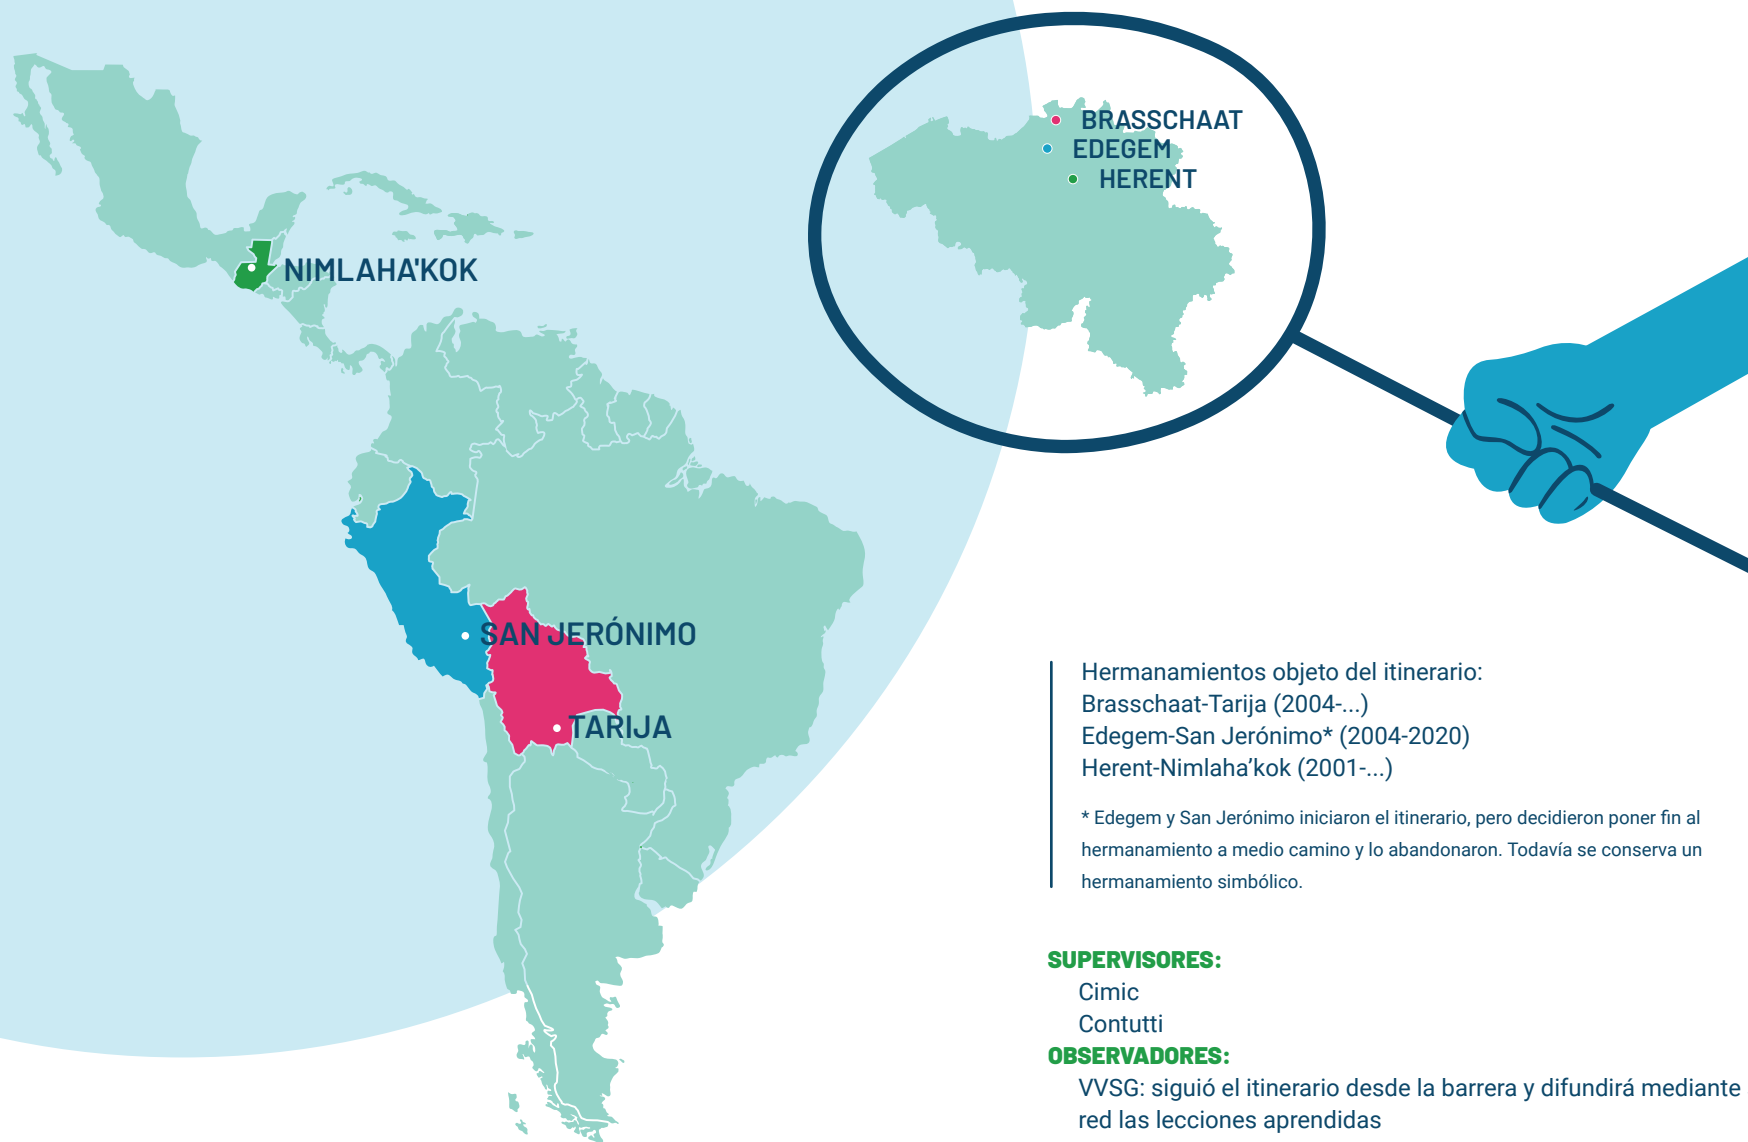 BRASSCHAAT
EDEGEM
HERENT
NIMLAHA'KOK
SAN JERÓNIMO
TARIJA
Hermanamientos objeto del itinerario:
Brasschaat-Tarija (2004-...)
Edegem-San Jerónimo* (2004-2020)
Herent-Nimlaha’kok (2001-...)
* Edegem y San Jerónimo iniciaron el itinerario, pero decidieron poner fin al
hermanamiento a medio camino y lo abandonaron. Todavía se conserva un
hermanamiento simbólico.
SUPERVISORES:
Cimic
Contutti
OBSERVADORES:
VVSG: siguió el itinerario desde la barrera y difundirá mediante
red las lecciones aprendidas